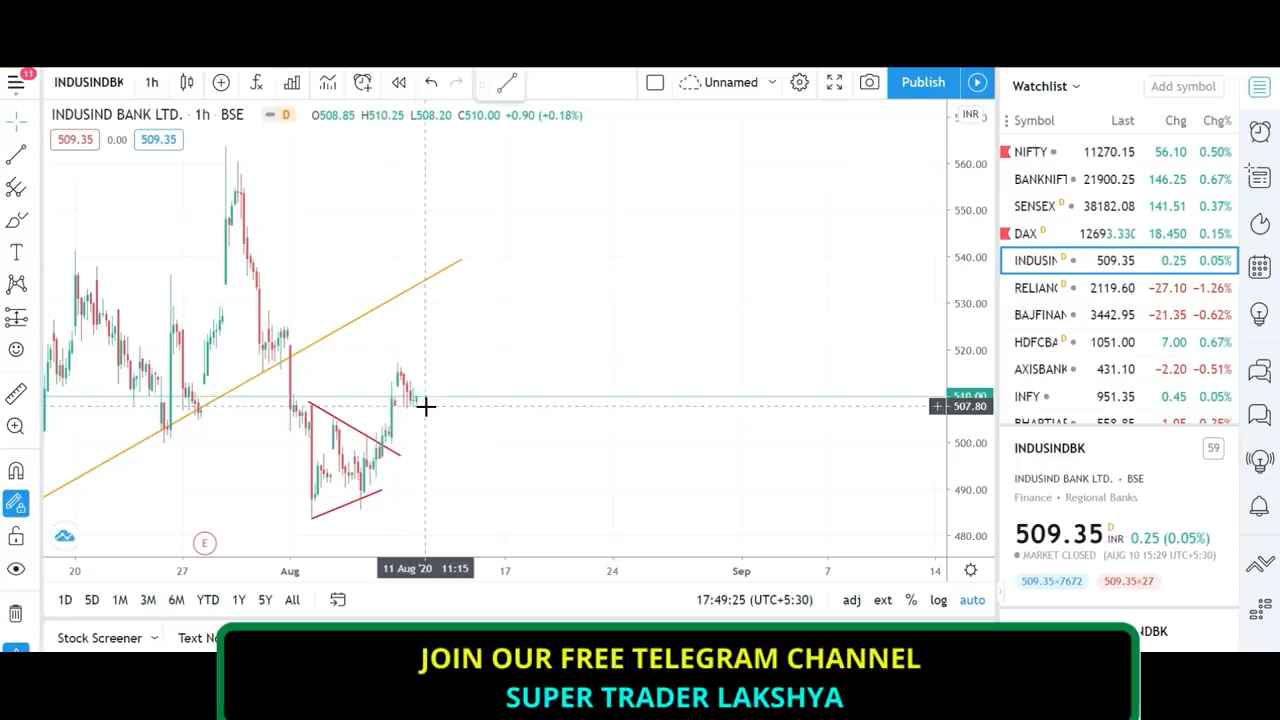 11
INDUSINDBK 1h Unnamed Publish
INDUSIND BANK LTD. · 1h · BSE D O508.85 H510.25 L508.20 C510.00 +0.90 (+0.18%)
509.35 0.00 509.35
INR
560.00
550.00
540.00
530.00
520.00
510.00
507.80
500.00
490.00
480.00
E
20 27 Aug 11 Aug '20 11:15 17 24 Sep 7 14
1D 5D 1M 3M 6M YTD 1Y 5Y All 17:49:25 (UTC+5:30) adj ext % log auto
Stock Screener
Watchlist Add symbol
Symbol Last Chg Chg%
NIFTY 11270.15 56.10 0.50%
BANKNIFT 21900.25 146.25 0.67%
SENSEX D 38182.08 141.51 0.37%
DAX D 12693.330 18.450 0.15%
INDUSIN D 509.35 0.25 0.05%
RELIANC D 2119.60 −27.10 −1.26%
BAJFINAN 3442.95 −21.35 −0.62%
HDFCBA D 1051.00 7.00 0.67%
AXISBANK 431.10 −2.20 −0.51%
INFY D 951.35 0.45 0.05%
INDUSINDBK 59
INDUSIND BANK LTD. · BSE
Finance · Regional Banks
509.35 D INR 0.25 (0.05%)
MARKET CLOSED (AUG 10 15:29 UTC+5:30)
509.35×7672 509.35×27
JOIN OUR FREE TELEGRAM CHANNEL
SUPER TRADER LAKSHYA